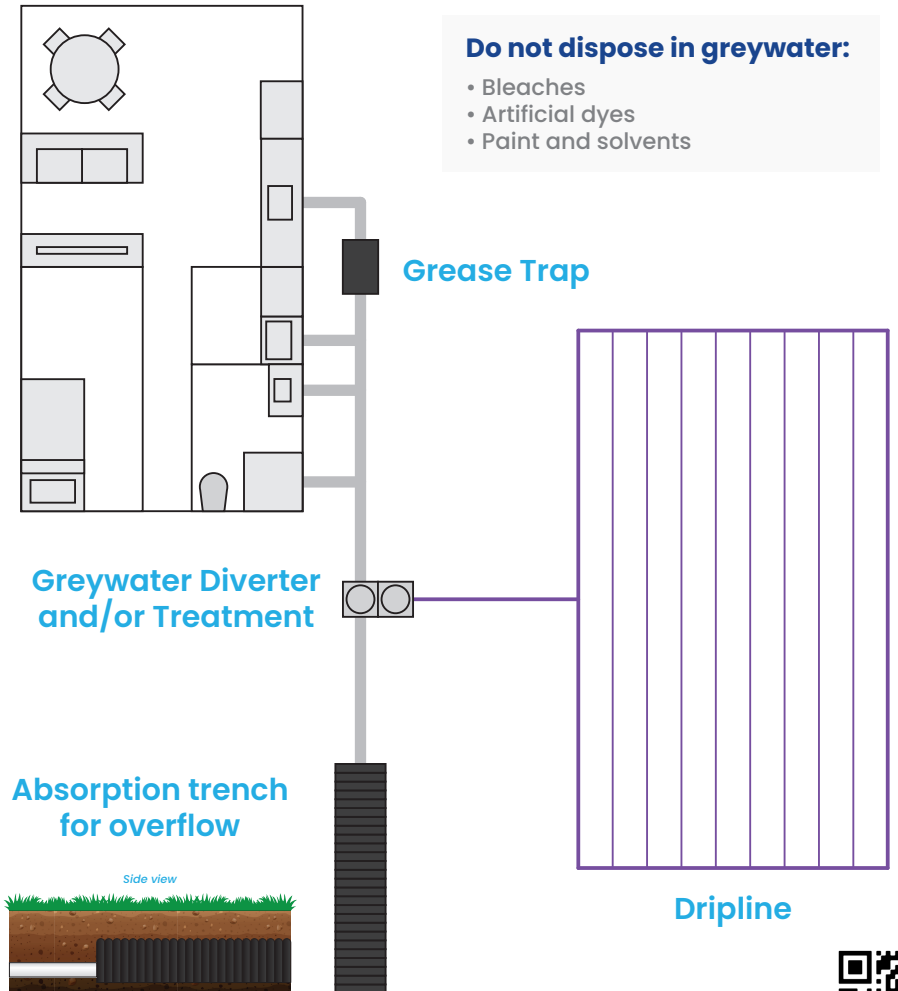 Do not dispose in greywater:
• Bleaches
• Artificial dyes
• Paint and solvents
Grease Trap
Greywater Diverter
and/or Treatment
Absorption trench
for overflow
Side view
Dripline